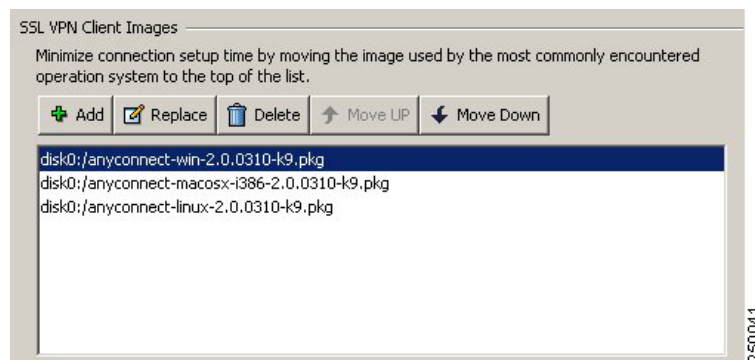 SSL VPN Client Images
Minimize connection setup time by moving the image used by the most commonly encountered
operation system to the top of the list.
Add Replace Delete Move UP Move Down
disk0:/anyconnect-win-2.0.0310-k9.pkg
disk0:/anyconnect-macosx-i386-2.0.0310-k9.pkg
disk0:/anyconnect-linux-2.0.0310-k9.pkg